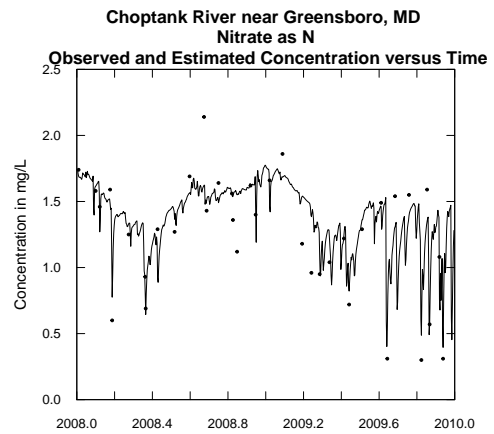 Choptank River near Greensboro, MD
Nitrate as N
Observed and Estimated Concentration versus Time
Concentration in mg/L
2.5
2.0
1.5
1.0
0.5
0.0
2008.0 2008.4 2008.8 2009.2 2009.6 2010.0